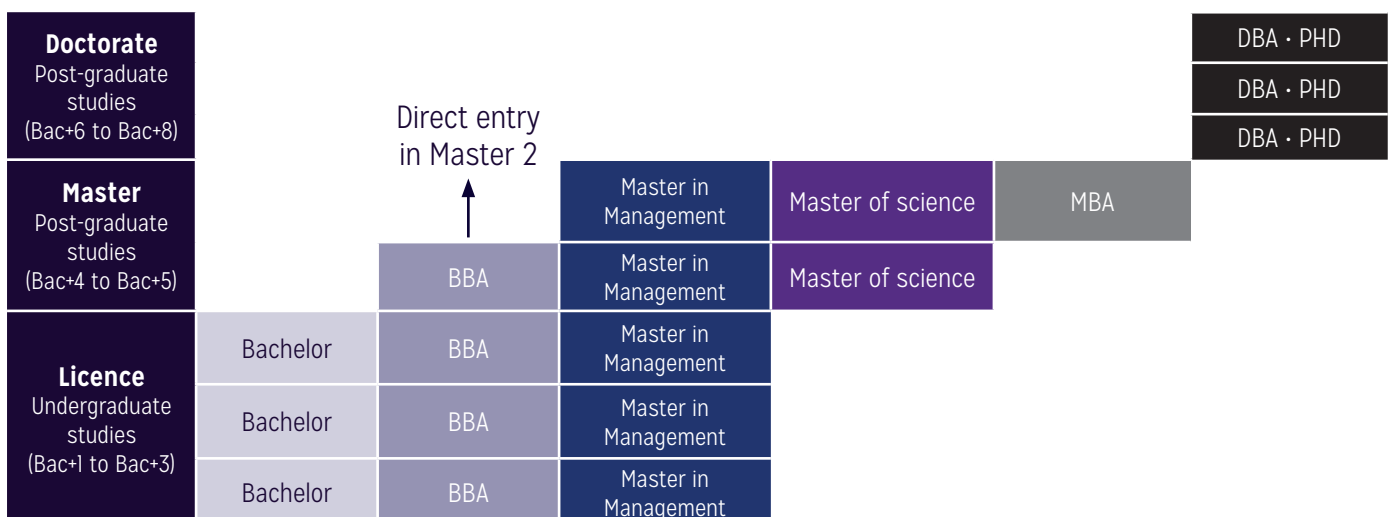 Doctorate
Post-graduate
studies
(Bac+6 to Bac+8)
DBA • PHD
DBA • PHD
DBA • PHD
Direct entry
in Master 2
Master
Post-graduate
studies
(Bac+4 to Bac+5)
Master in
Management
Master of science
MBA
BBA
Master in
Management
Master of science
Licence
Undergraduate
studies
(Bac+1 to Bac+3)
Bachelor
BBA
Master in
Management
Bachelor
BBA
Master in
Management
Bachelor
BBA
Master in
Management